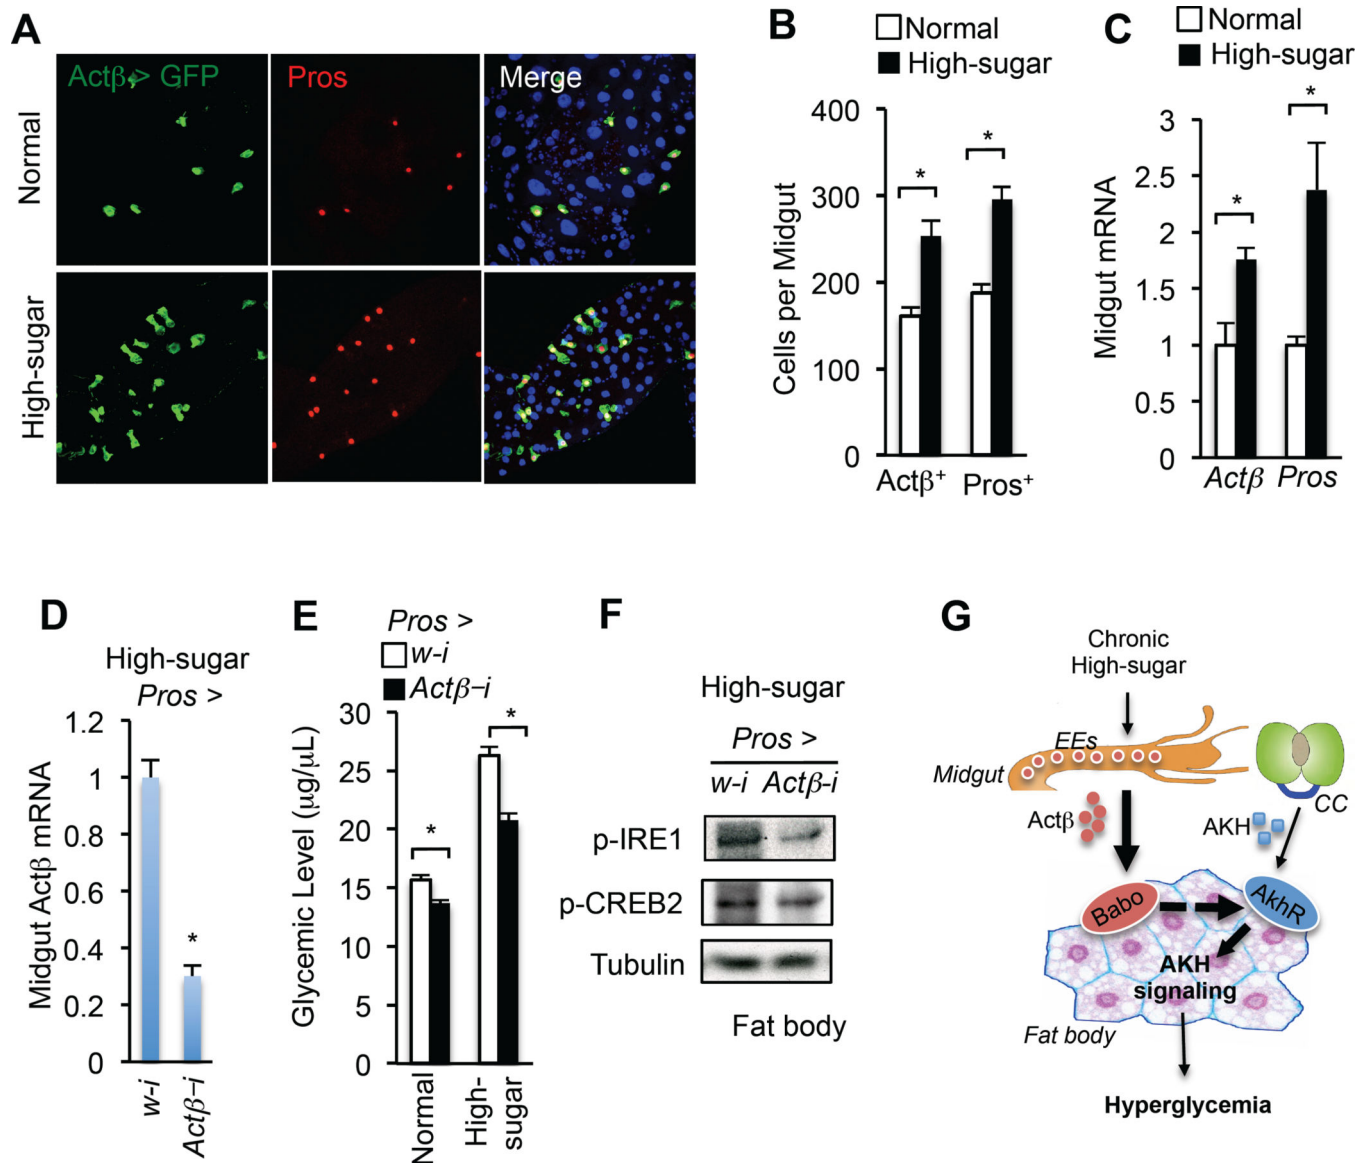 A
Actβ > GFP
Pros
Merge
Normal
High-sugar
B
Normal
High-sugar
Cells per Midgut
400
300
200
100
0
*
*
Actβ+
Pros+
C
Normal
High-sugar
Midgut mRNA
3
2.5
2
1.5
1
0.5
0
*
*
Actβ
Pros
D
High-sugar
Pros >
Midgut Actβ mRNA
1.2
1
0.8
0.6
0.4
0.2
0
*
w-i
Actβ–i
E
Pros >
w-i
Actβ–i
Glycemic Level (µg/µL)
30
25
20
15
10
5
0
*
*
Normal
High-
sugar
F
High-sugar
Pros >
w-i Actβ-i
p-IRE1
p-CREB2
Tubulin
Fat body
G
Chronic
High-sugar
EEs
Midgut
CC
Actβ
AKH
Babo
AkhR
AKH
signaling
Fat body
Hyperglycemia